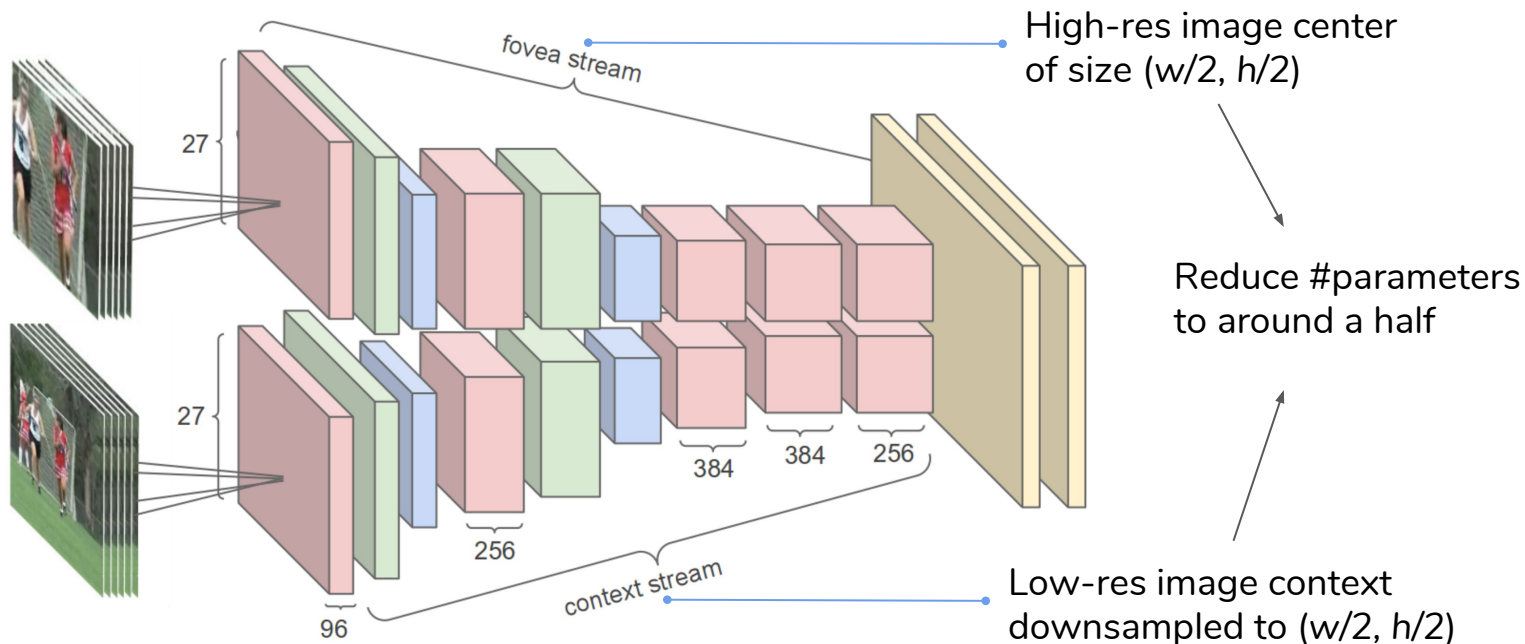 High-res image center
of size (w/2, h/2)
fovea stream
27
Reduce #parameters
to around a half
27
384
384
256
256
context stream
96
Low-res image context
downsampled to (w/2, h/2)